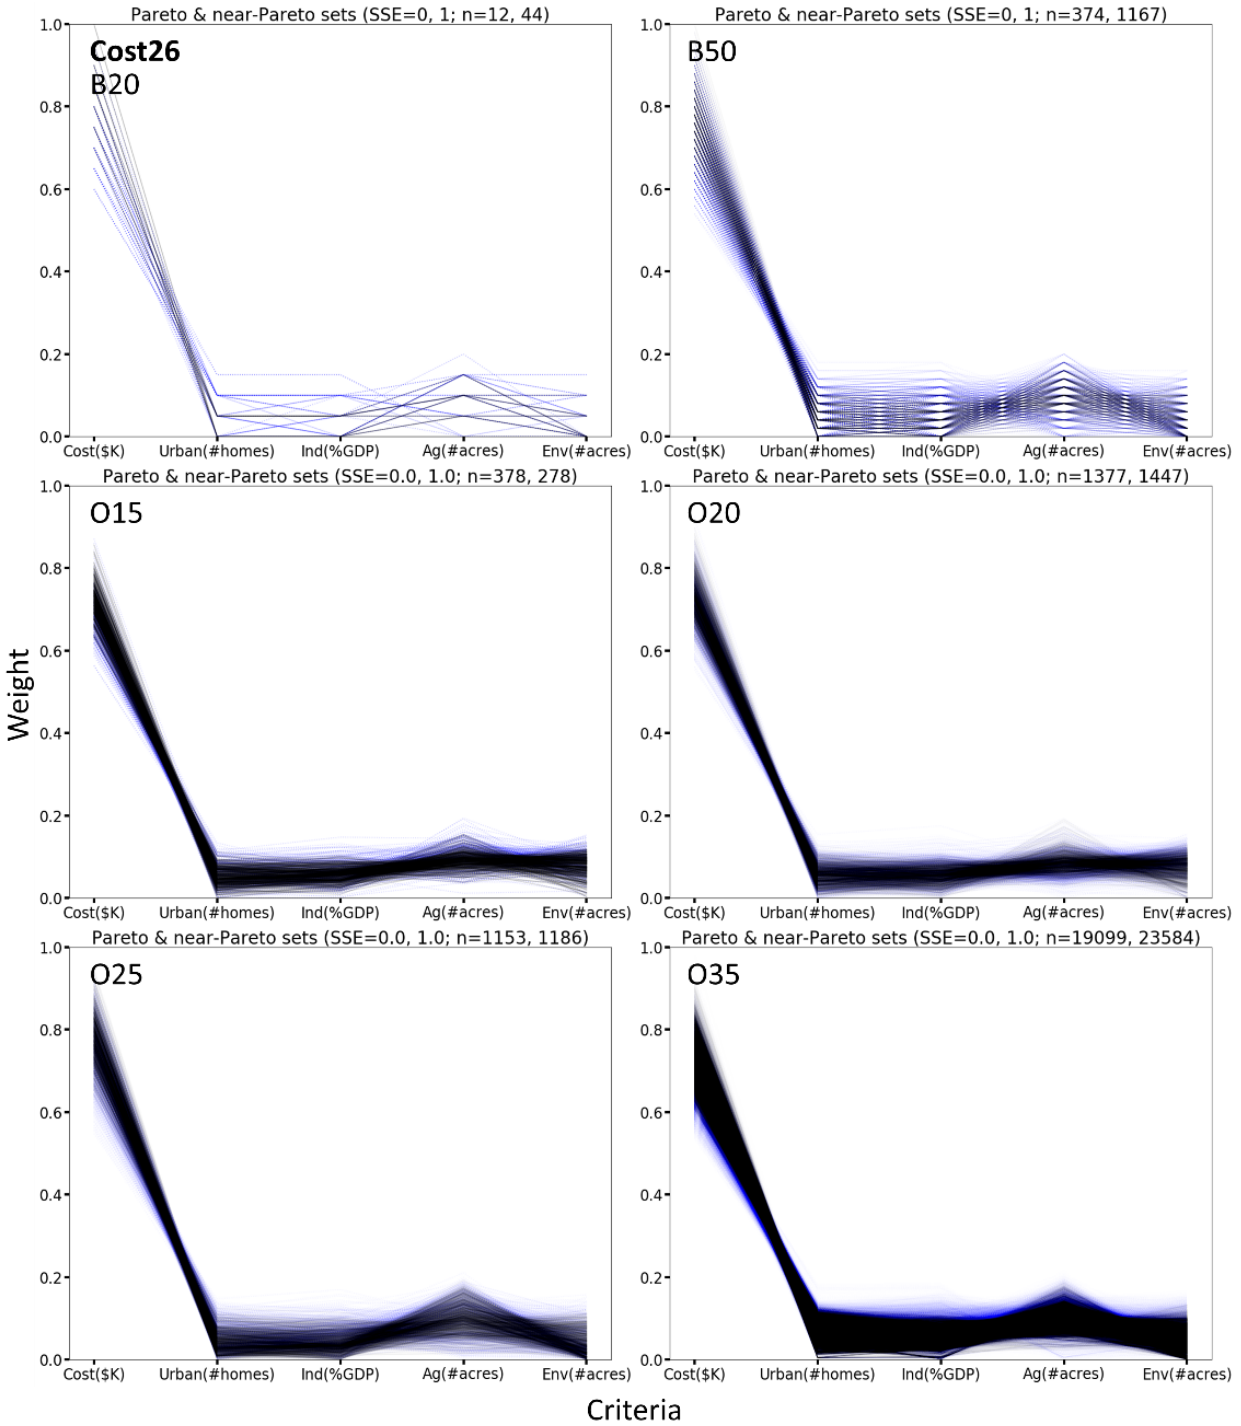 Pareto & near-Pareto sets (SSE=0, 1; n=12, 44)
Cost26
B20
1.0
0.8
0.6
0.4
0.2
0.0
Cost($K) Urban(#homes) Ind(%GDP) Ag(#acres) Env(#acres)
Pareto & near-Pareto sets (SSE=0, 1; n=374, 1167)
B50
1.0
0.8
0.6
0.4
0.2
0.0
Cost($K) Urban(#homes) Ind(%GDP) Ag(#acres) Env(#acres)
Pareto & near-Pareto sets (SSE=0.0, 1.0; n=378, 278)
O15
1.0
0.8
0.6
0.4
0.2
0.0
Cost($K) Urban(#homes) Ind(%GDP) Ag(#acres) Env(#acres)
Pareto & near-Pareto sets (SSE=0.0, 1.0; n=1377, 1447)
O20
1.0
0.8
0.6
0.4
0.2
0.0
Cost($K) Urban(#homes) Ind(%GDP) Ag(#acres) Env(#acres)
Weight
Pareto & near-Pareto sets (SSE=0.0, 1.0; n=1153, 1186)
O25
1.0
0.8
0.6
0.4
0.2
0.0
Cost($K) Urban(#homes) Ind(%GDP) Ag(#acres) Env(#acres)
Pareto & near-Pareto sets (SSE=0.0, 1.0; n=19099, 23584)
O35
1.0
0.8
0.6
0.4
0.2
0.0
Cost($K) Urban(#homes) Ind(%GDP) Ag(#acres) Env(#acres)
Criteria